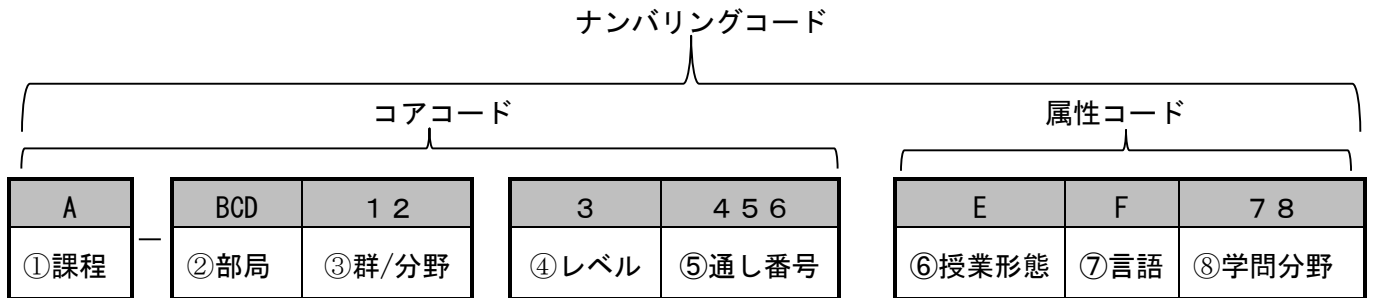 ナンバリングコード
コアコード 属性コード
A BCD 12 3 456 E F 78
①課程 － ②部局 ③群/分野 ④レベル ⑤通し番号 ⑥授業形態 ⑦言語 ⑧学問分野